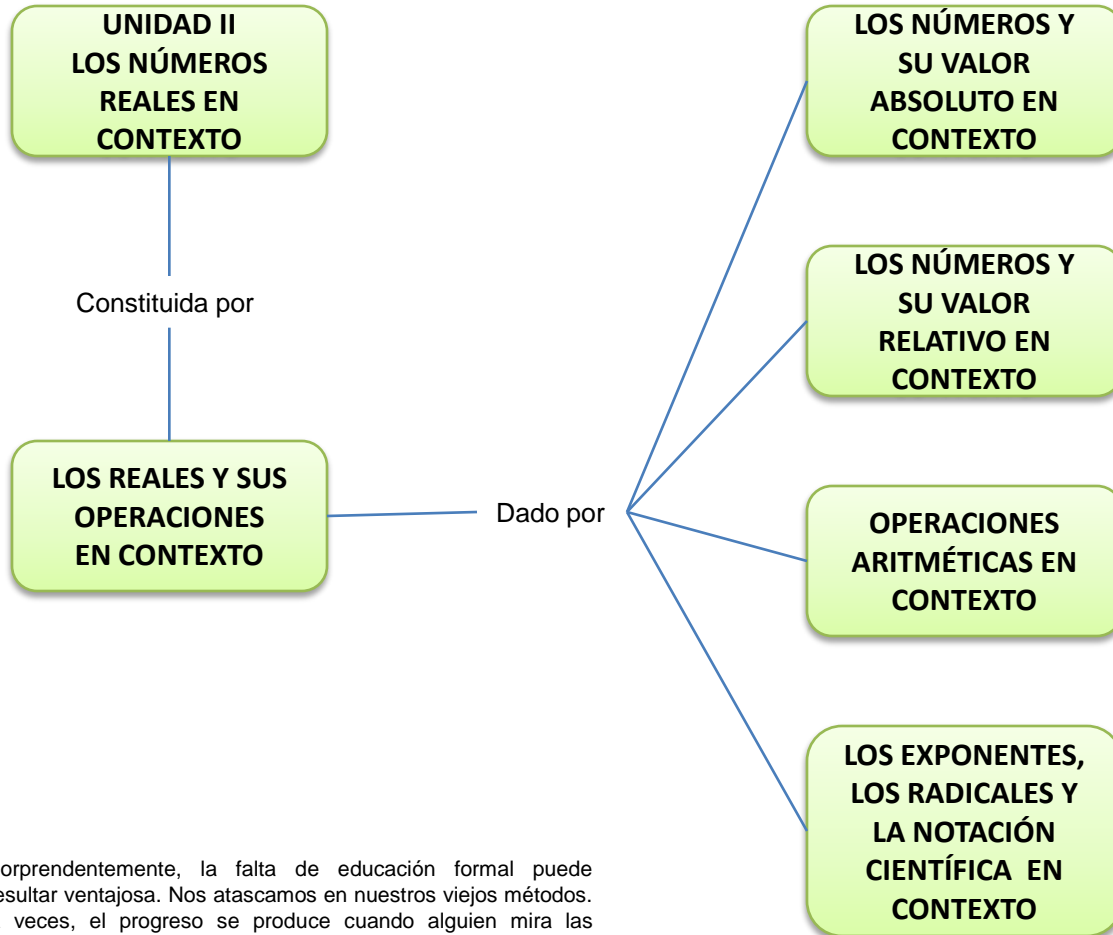 UNIDAD II
LOS NÚMEROS
REALES EN
CONTEXTO
Constituida por
LOS REALES Y SUS
OPERACIONES
EN CONTEXTO
Dado por
LOS NÚMEROS Y
SU VALOR
ABSOLUTO EN
CONTEXTO
LOS NÚMEROS Y
SU VALOR
RELATIVO EN
CONTEXTO
OPERACIONES
ARITMÉTICAS EN
CONTEXTO
LOS EXPONENTES,
LOS RADICALES Y
LA NOTACIÓN
CIENTÍFICA EN
CONTEXTO
orprendentemente, la falta de educación formal puede
esultar ventajosa. Nos atascamos en nuestros viejos métodos.
veces, el progreso se produce cuando alguien mira las